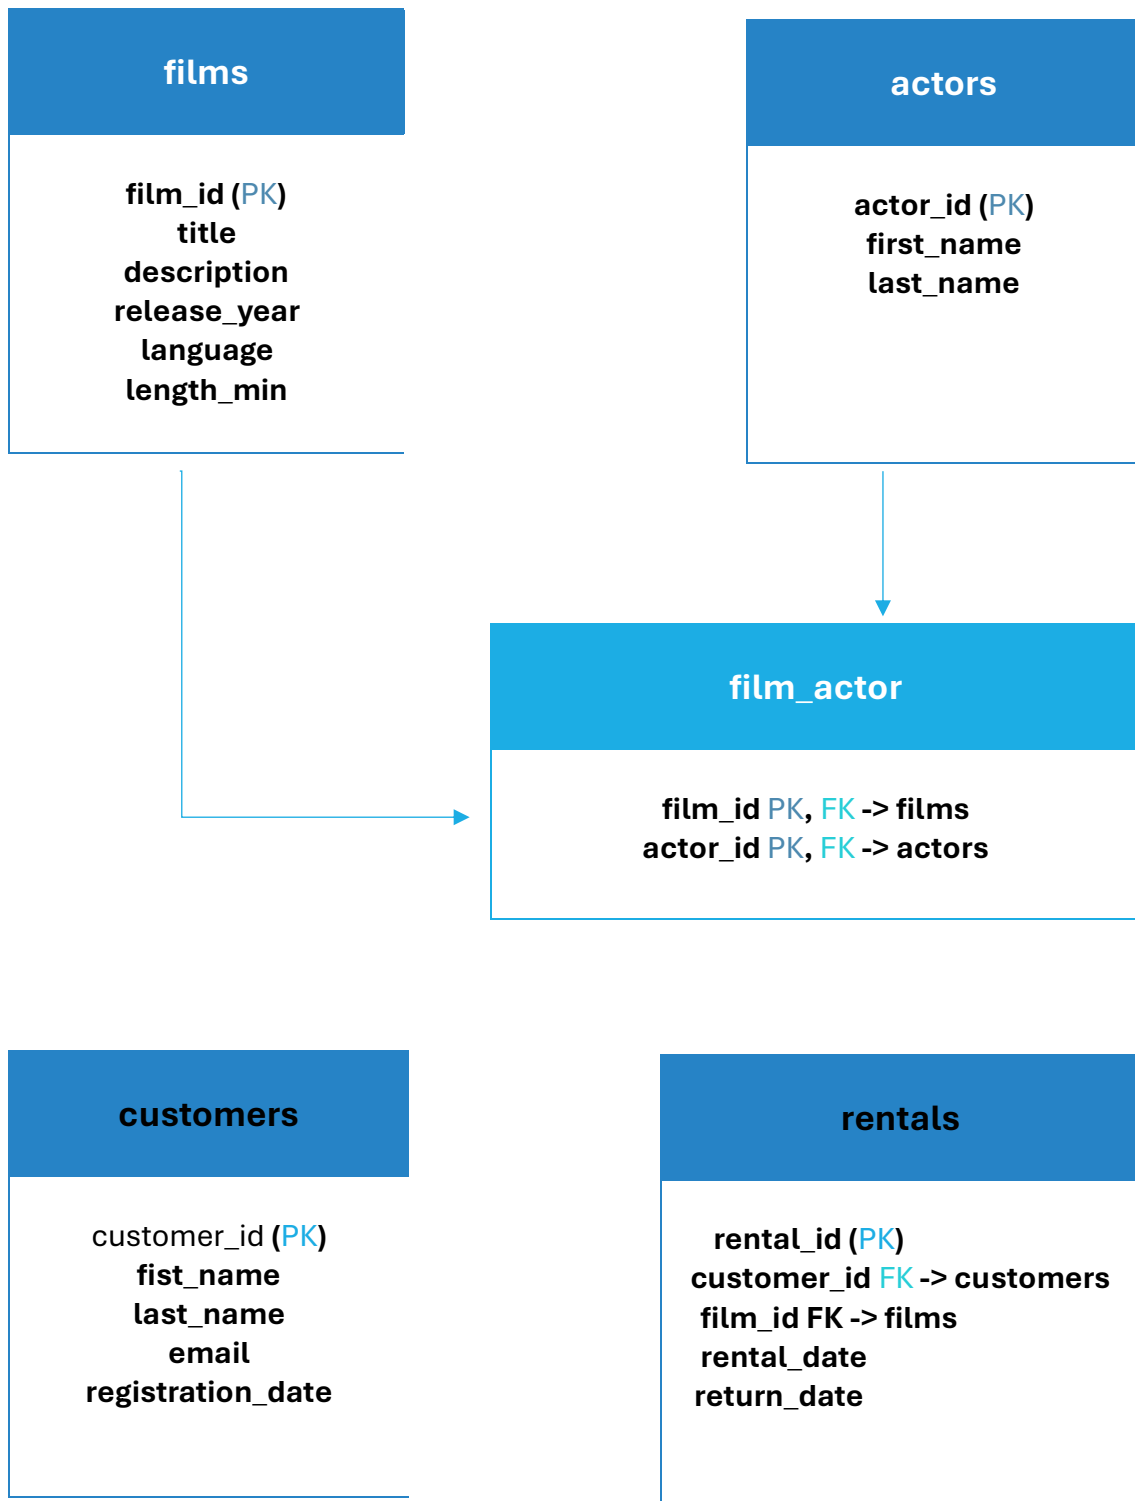 films
film_id (PK)
title
description
release_year
language
length_min
actors
actor_id (PK)
first_name
last_name
film_actor
film_id PK, FK -> films
actor_id PK, FK -> actors
customers
customer_id (PK)
fist_name
last_name
email
registration_date
rentals
rental_id (PK)
customer_id FK -> customers
film_id FK -> films
rental_date
return_date